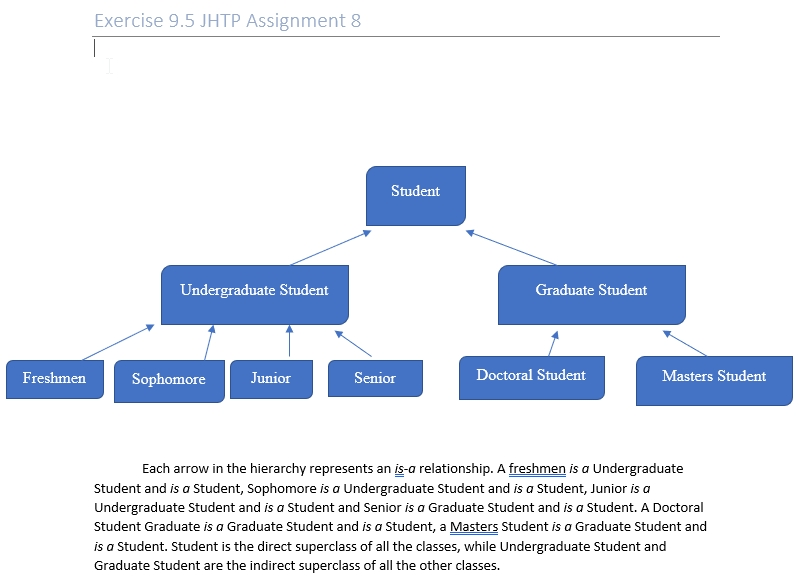 Exercise 9.5 JHTP Assignment 8
Student
Undergraduate Student
Graduate Student
Freshmen
Sophomore
Junior
Senior
Doctoral Student
Masters Student
Each arrow in the hierarchy represents an is-a relationship. A freshmen is a Undergraduate
Student and is a Student, Sophomore is a Undergraduate Student and is a Student, Junior is a
Undergraduate Student and is a Student and Senior is a Graduate Student and is a Student. A Doctoral
Student Graduate is a Graduate Student and is a Student, a Masters Student is a Graduate Student and
is a Student. Student is the direct superclass of all the classes, while Undergraduate Student and
Graduate Student are the indirect superclass of all the other classes.